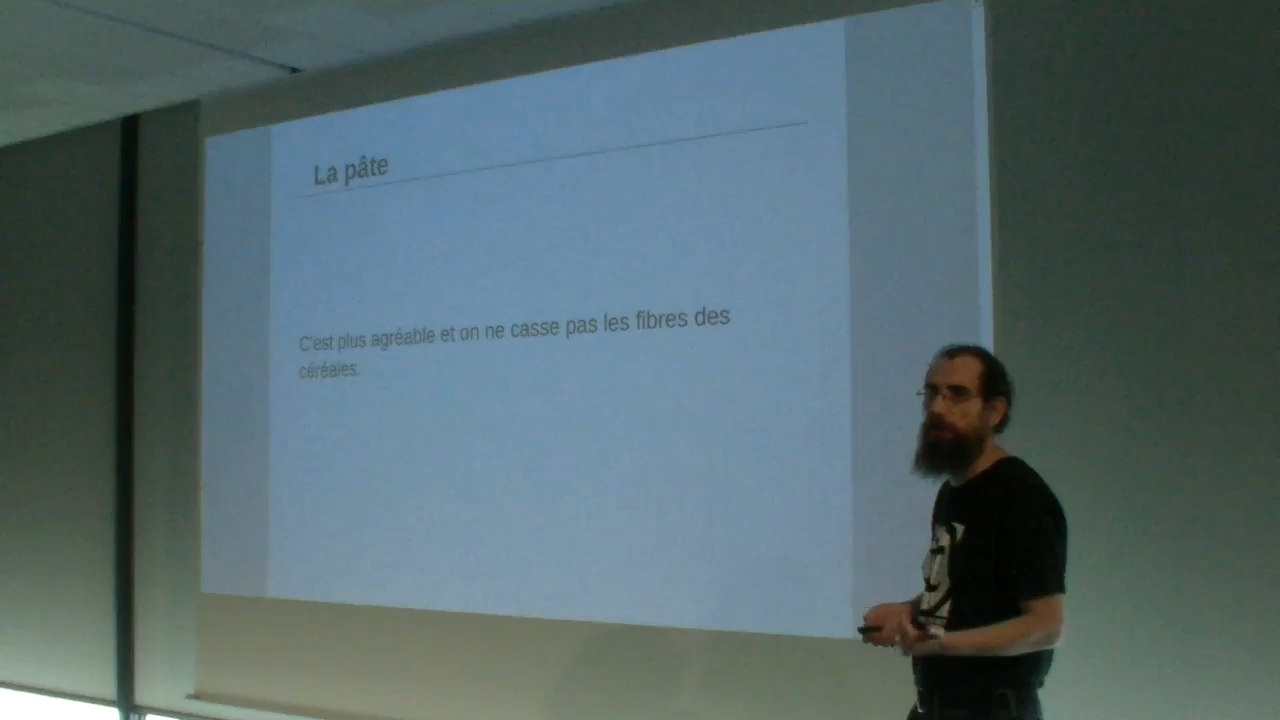 La pâte
C'est plus agréable et on ne casse pas les fibres des
céréales.